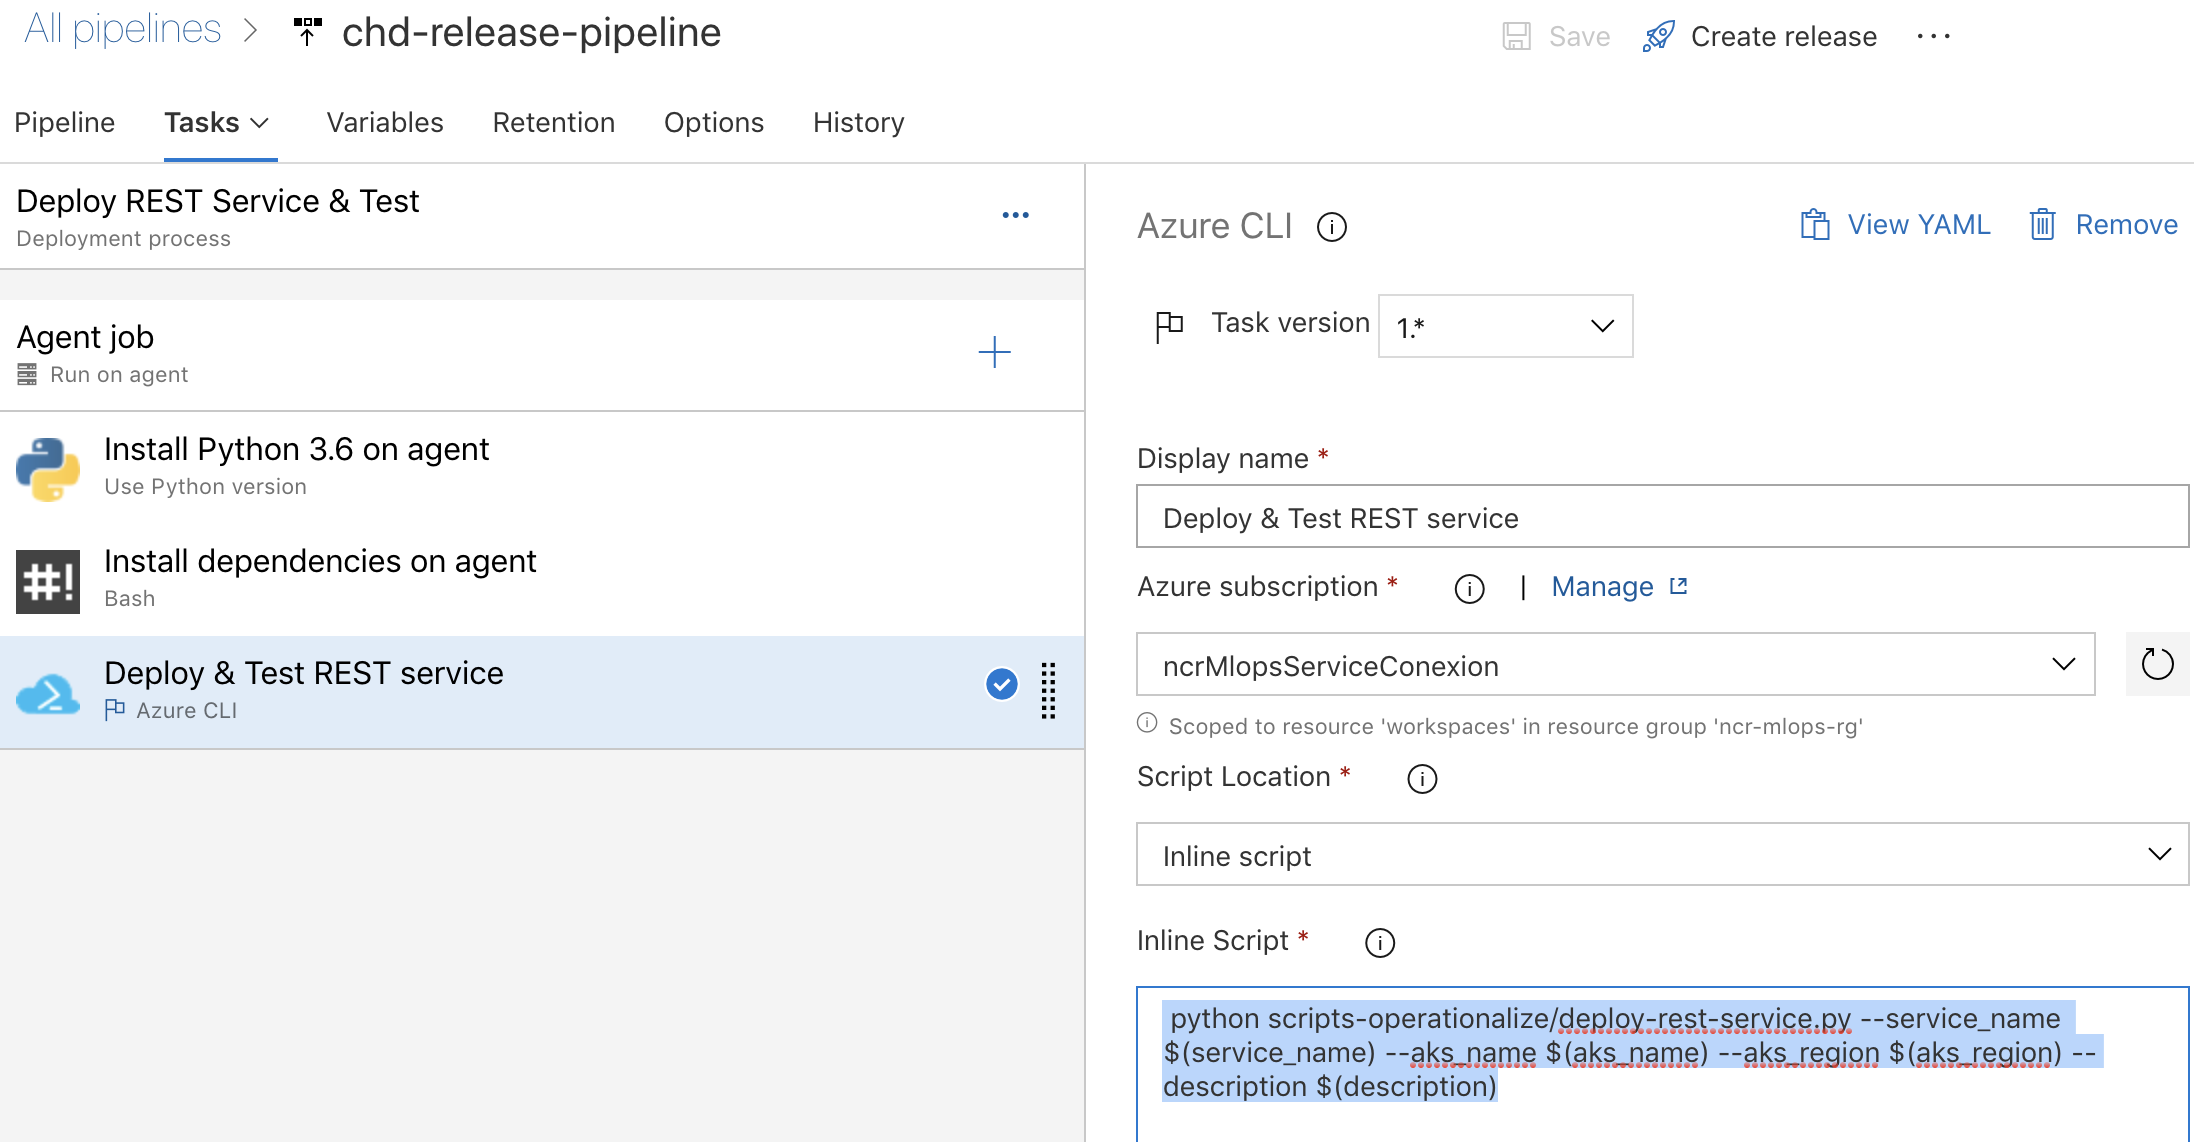 All pipelines
chd-release-pipeline
Save
Create release
Pipeline
Tasks
Variables
Retention
Options
History
Deploy REST Service & Test
Deployment process
Agent job
Run on agent
Install Python 3.6 on agent
Use Python version
#!
Install dependencies on agent
Bash
Deploy & Test REST service
Azure CLI
Azure CLI
View YAML
Remove
Task version
1.*
Display name *
Deploy & Test REST service
Azure subscription *
| Manage
ncrMlopsServiceConexion
Scoped to resource 'workspaces' in resource group 'ncr-mlops-rg'
Script Location *
Inline script
Inline Script *
python scripts-operationalize/deploy-rest-service.py --service_name
$(service_name) --aks_name $(aks_name) --aks_region $(aks_region) --
description $(description)